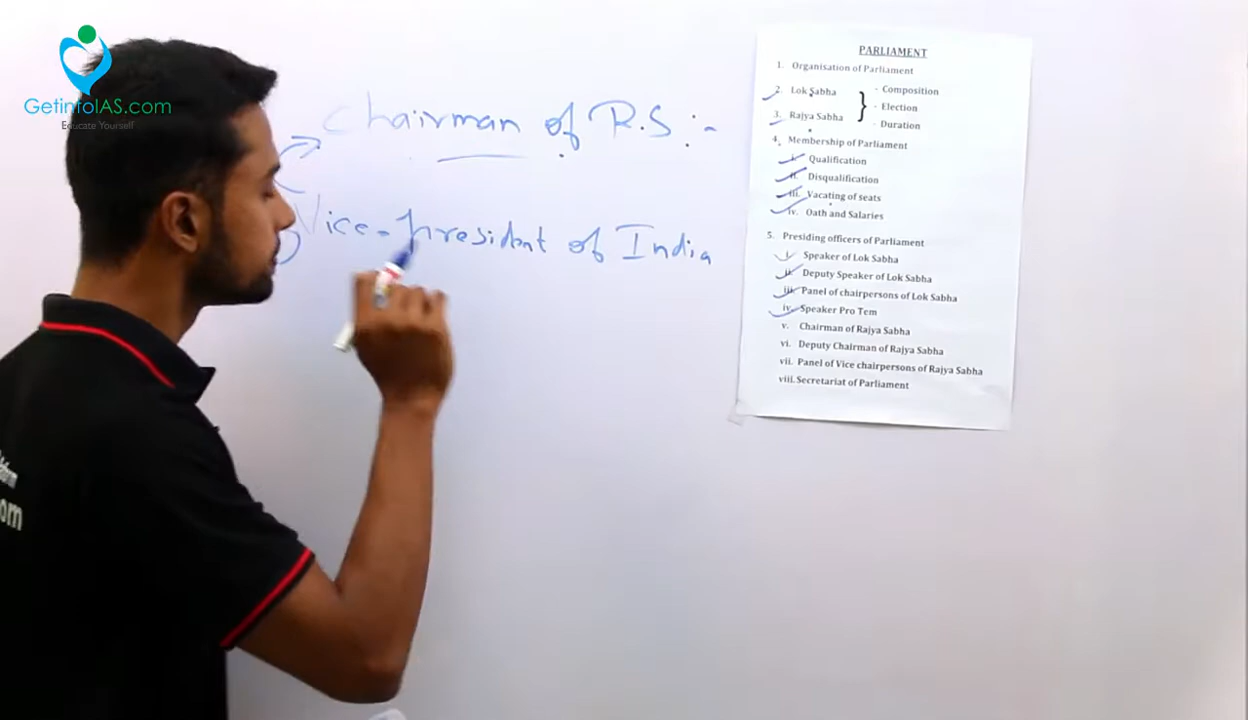 GetintoIAS.com
Educate Yourself
Chairman of R.S :-
Vice-president of India
PARLIAMENT
1. Organisation of Parliament
2. Lok Sabha
3. Rajya Sabha
- Composition
- Election
- Duration
4. Membership of Parliament
i. Qualification
ii. Disqualification
iii. Vacating of seats
iv. Oath and Salaries
5. Presiding officers of Parliament
i. Speaker of Lok Sabha
ii. Deputy Speaker of Lok Sabha
iii. Panel of chairpersons of Lok Sabha
iv. Speaker Pro Tem
v. Chairman of Rajya Sabha
vi. Deputy Chairman of Rajya Sabha
vii. Panel of Vice chairpersons of Rajya Sabha
viii. Secretariat of Parliament